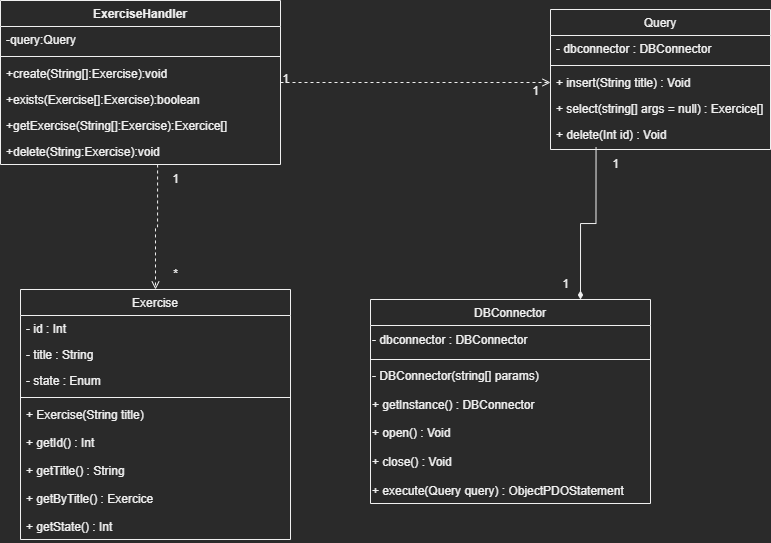 ExerciseHandler
-query:Query
+create(String[]:Exercise):void
+exists(Exercise[]:Exercise):boolean
+getExercise(String[]:Exercise):Exercice[]
+delete(String:Exercise):void
1
1
Query
- dbconnector : DBConnector
+ insert(String title) : Void
+ select(string[] args = null) : Exercice[]
+ delete(Int id) : Void
1
*
1
1
Exercise
- id : Int
- title : String
- state : Enum
+ Exercise(String title)
+ getId() : Int
+ getTitle() : String
+ getByTitle() : Exercice
+ getState() : Int
DBConnector
- dbconnector : DBConnector
- DBConnector(string[] params)
+ getInstance() : DBConnector
+ open() : Void
+ close() : Void
+ execute(Query query) : ObjectPDOStatement